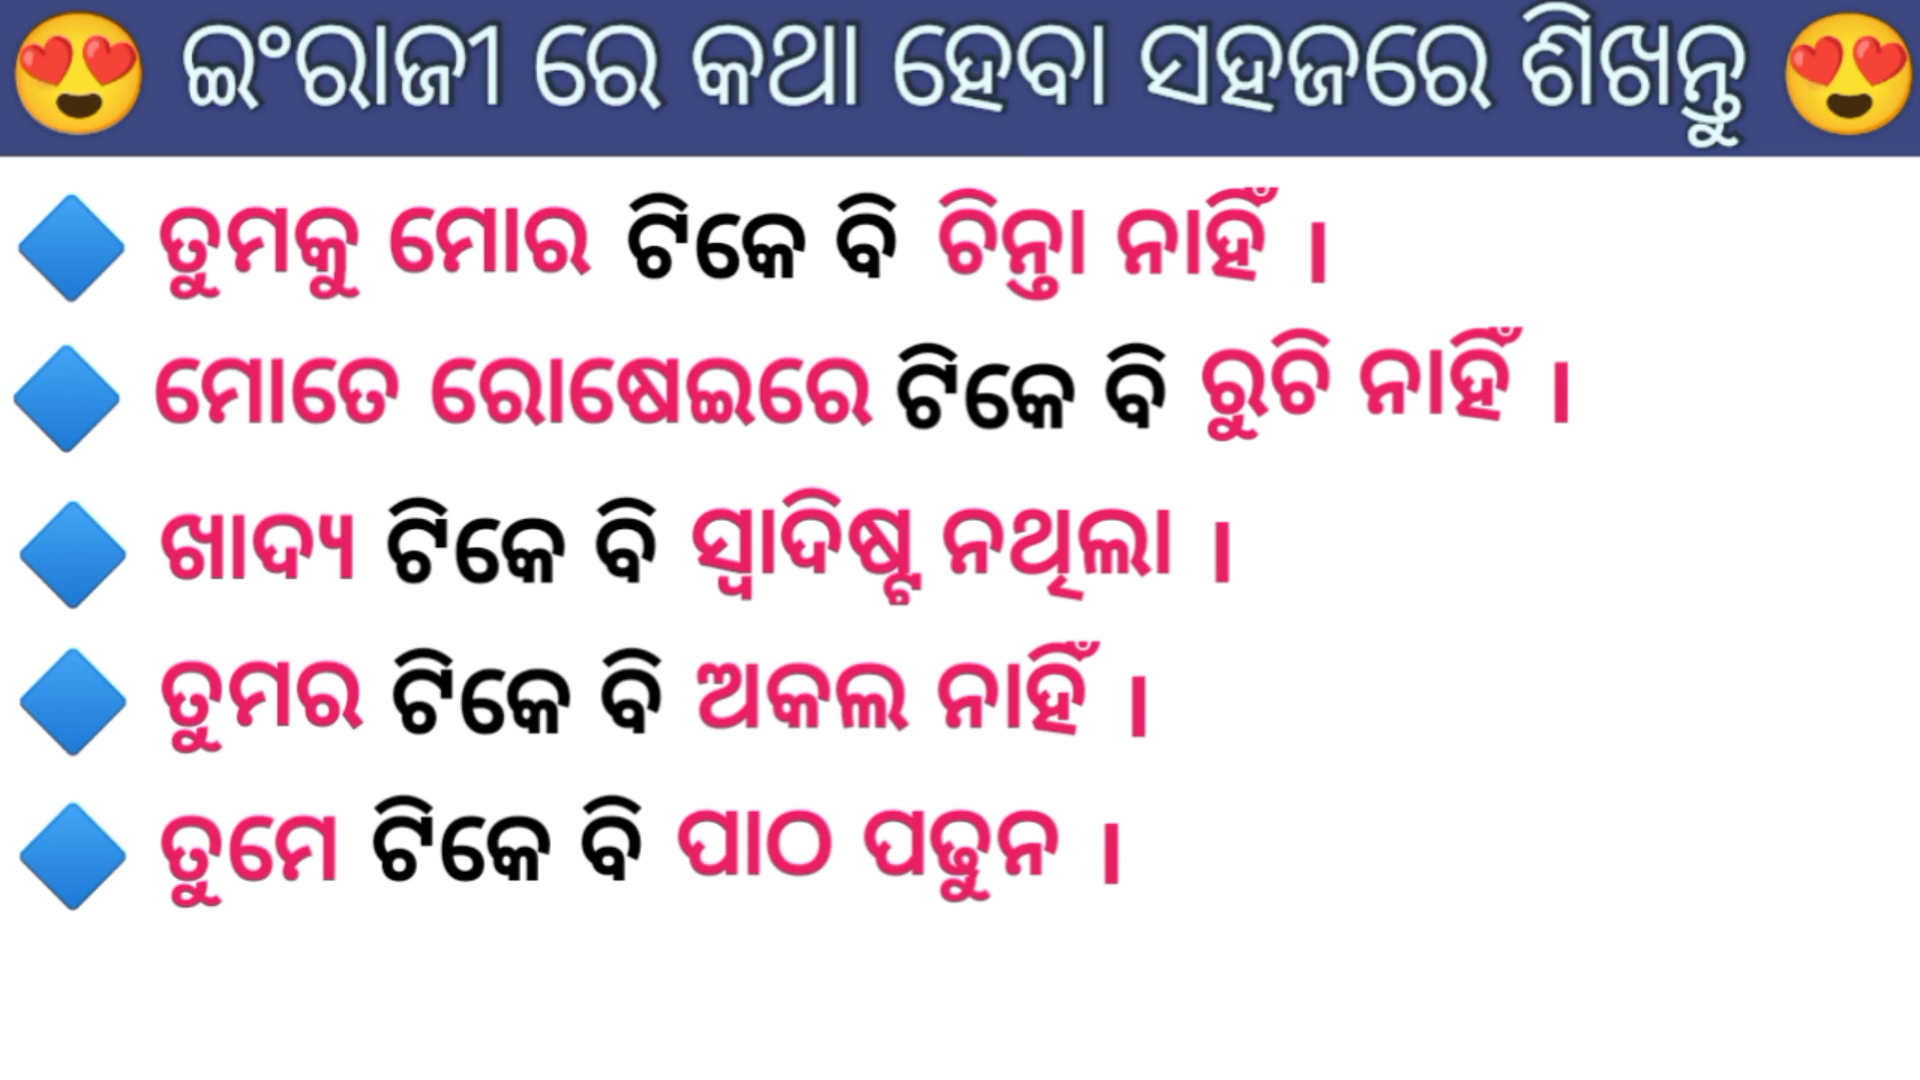 😍 ଇଂରାଜୀ ରେ କଥା ହେବା ସହଜରେ ଶିଖନ୍ତୁ 😍
🔷 ତୁମକୁ ମୋର ଟିକେ ବି ଚିନ୍ତା ନାହିଁ ।
🔷 ମୋତେ ରୋଷେଇରେ ଟିକେ ବି ରୁଚି ନାହିଁ ।
🔷 ଖାଦ୍ୟ ଟିକେ ବି ସ୍ୱାଦିଷ୍ଟ ନଥିଲା ।
🔷 ତୁମର ଟିକେ ବି ଅକଲ ନାହିଁ ।
🔷 ତୁମେ ଟିକେ ବି ପାଠ ପଢୁନ ।